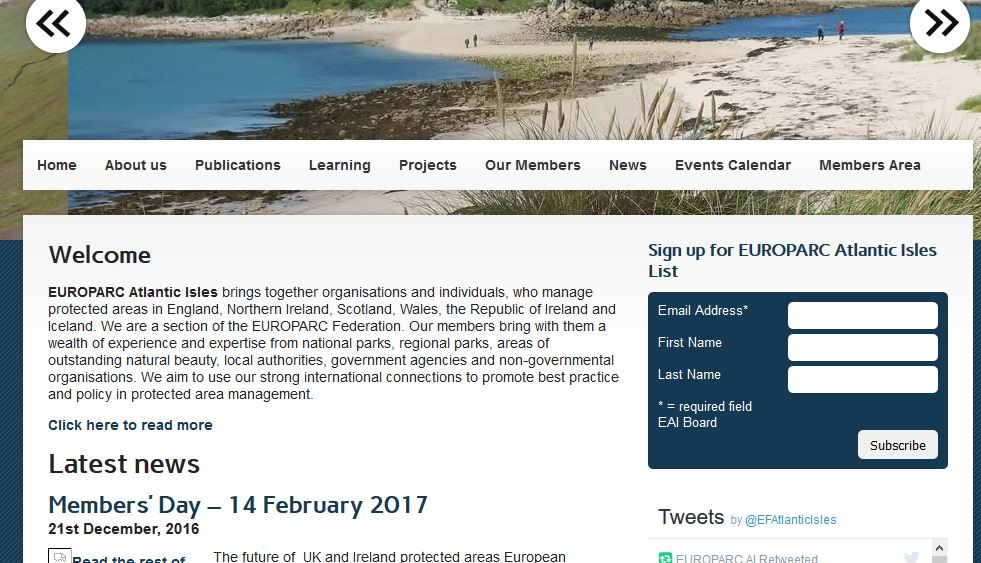 Home About us Publications Learning Projects Our Members News Events Calendar Members Area
Welcome
EUROPARC Atlantic Isles brings together organisations and individuals, who manage
protected areas in England, Northern Ireland, Scotland, Wales, the Republic of Ireland and
Iceland. We are a section of the EUROPARC Federation. Our members bring with them a
wealth of experience and expertise from national parks, regional parks, areas of
outstanding natural beauty, local authorities, government agencies and non-governmental
organisations. We aim to use our strong international connections to promote best practice
and policy in protected area management.
Click here to read more
Latest news
Members' Day – 14 February 2017
21st December, 2016
Read the rest of
The future of UK and Ireland protected areas European
Sign up for EUROPARC Atlantic Isles
List
Email Address*
First Name
Last Name
* = required field
EAI Board
Subscribe
Tweets by @EFAtlanticIsles
EUROPARC AI Retweeted